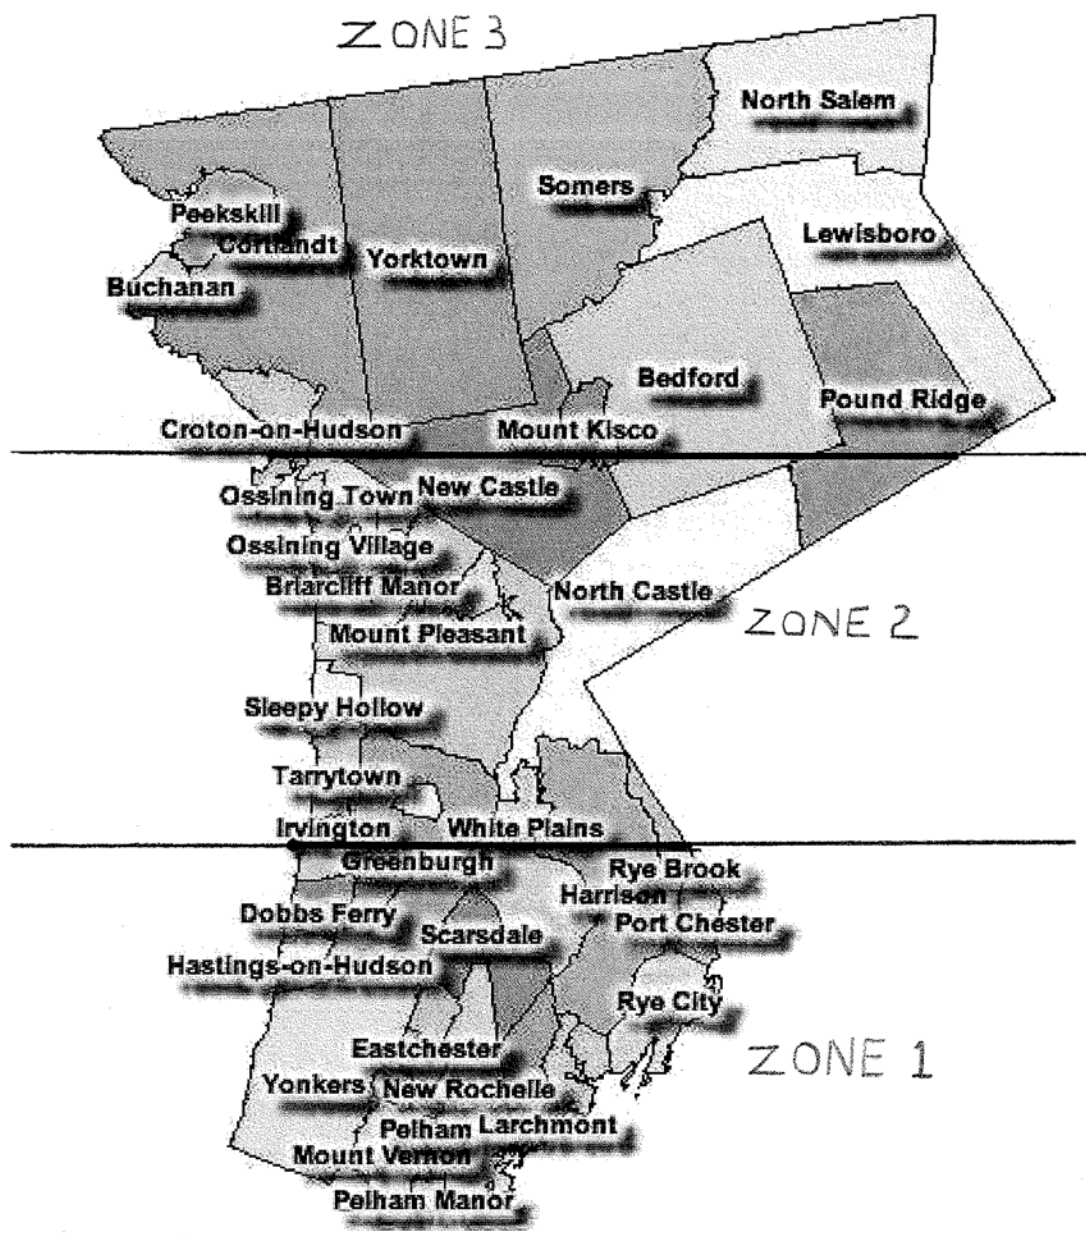 ZONE 3
North Salem
Somers
Peekskill
Lewisboro
Cortlandt
Yorktown
Buchanan
Bedford
Pound Ridge
Croton-on-Hudson
Mount Kisco
New Castle
Ossining Town
Ossining Village
Briarcliff Manor
North Castle
ZONE 2
Mount Pleasant
Sleepy Hollow
Tarrytown
Irvington
White Plains
Greenburgh
Rye Brook
Harrison
Dobbs Ferry
Port Chester
Scarsdale
Hastings-on-Hudson
Rye City
Eastchester
ZONE 1
Yonkers
New Rochelle
Pelham
Larchmont
Mount Vernon
Pelham Manor